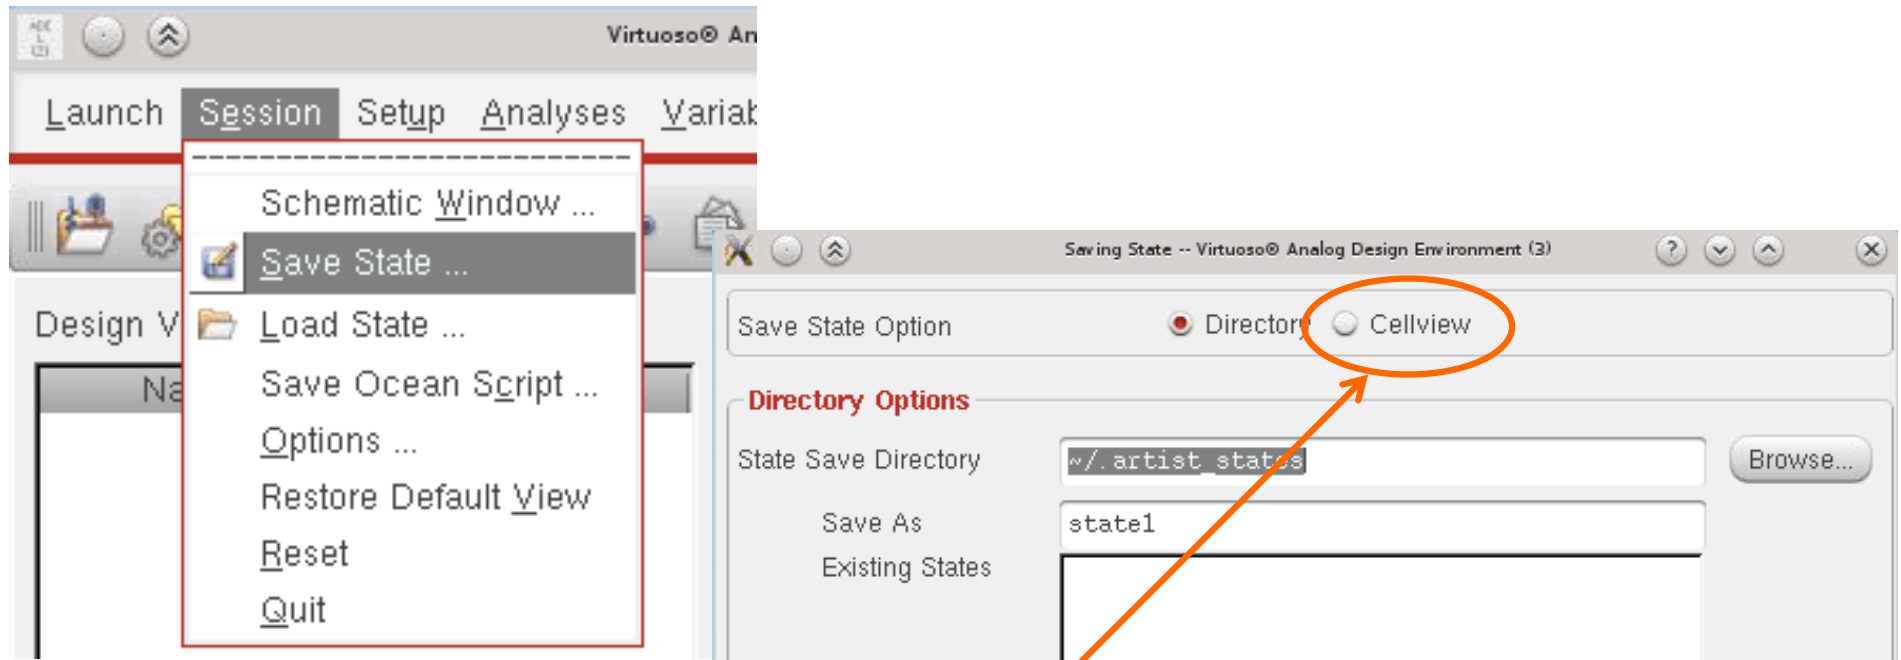 ADE L (2)
Virtuoso® An
Launch Session Setup Analyses Variab
Schematic Window ...
Save State ...
Load State ...
Save Ocean Script ...
Options ...
Restore Default View
Reset
Quit
Design V
Na
Saving State -- Virtuoso® Analog Design Environment (3)
Save State Option Directory Cellview
Directory Options
State Save Directory ~/.artist_states Browse...
Save As state1
Existing States